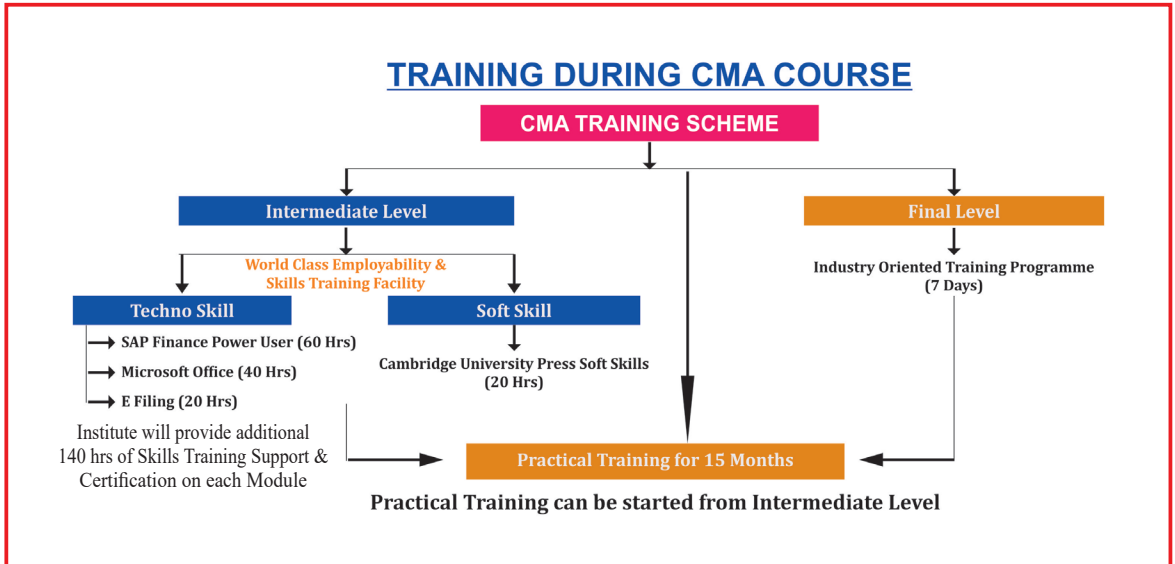 TRAINING DURING CMA COURSE
CMA TRAINING SCHEME
Intermediate Level
Final Level
World Class Employability &
Skills Training Facility
Industry Oriented Training Programme
(7 Days)
Techno Skill
Soft Skill
SAP Finance Power User (60 Hrs)
Microsoft Office (40 Hrs)
E Filing (20 Hrs)
Cambridge University Press Soft Skills
(20 Hrs)
Institute will provide additional
140 hrs of Skills Training Support &
Certification on each Module
Practical Training for 15 Months
Practical Training can be started from Intermediate Level